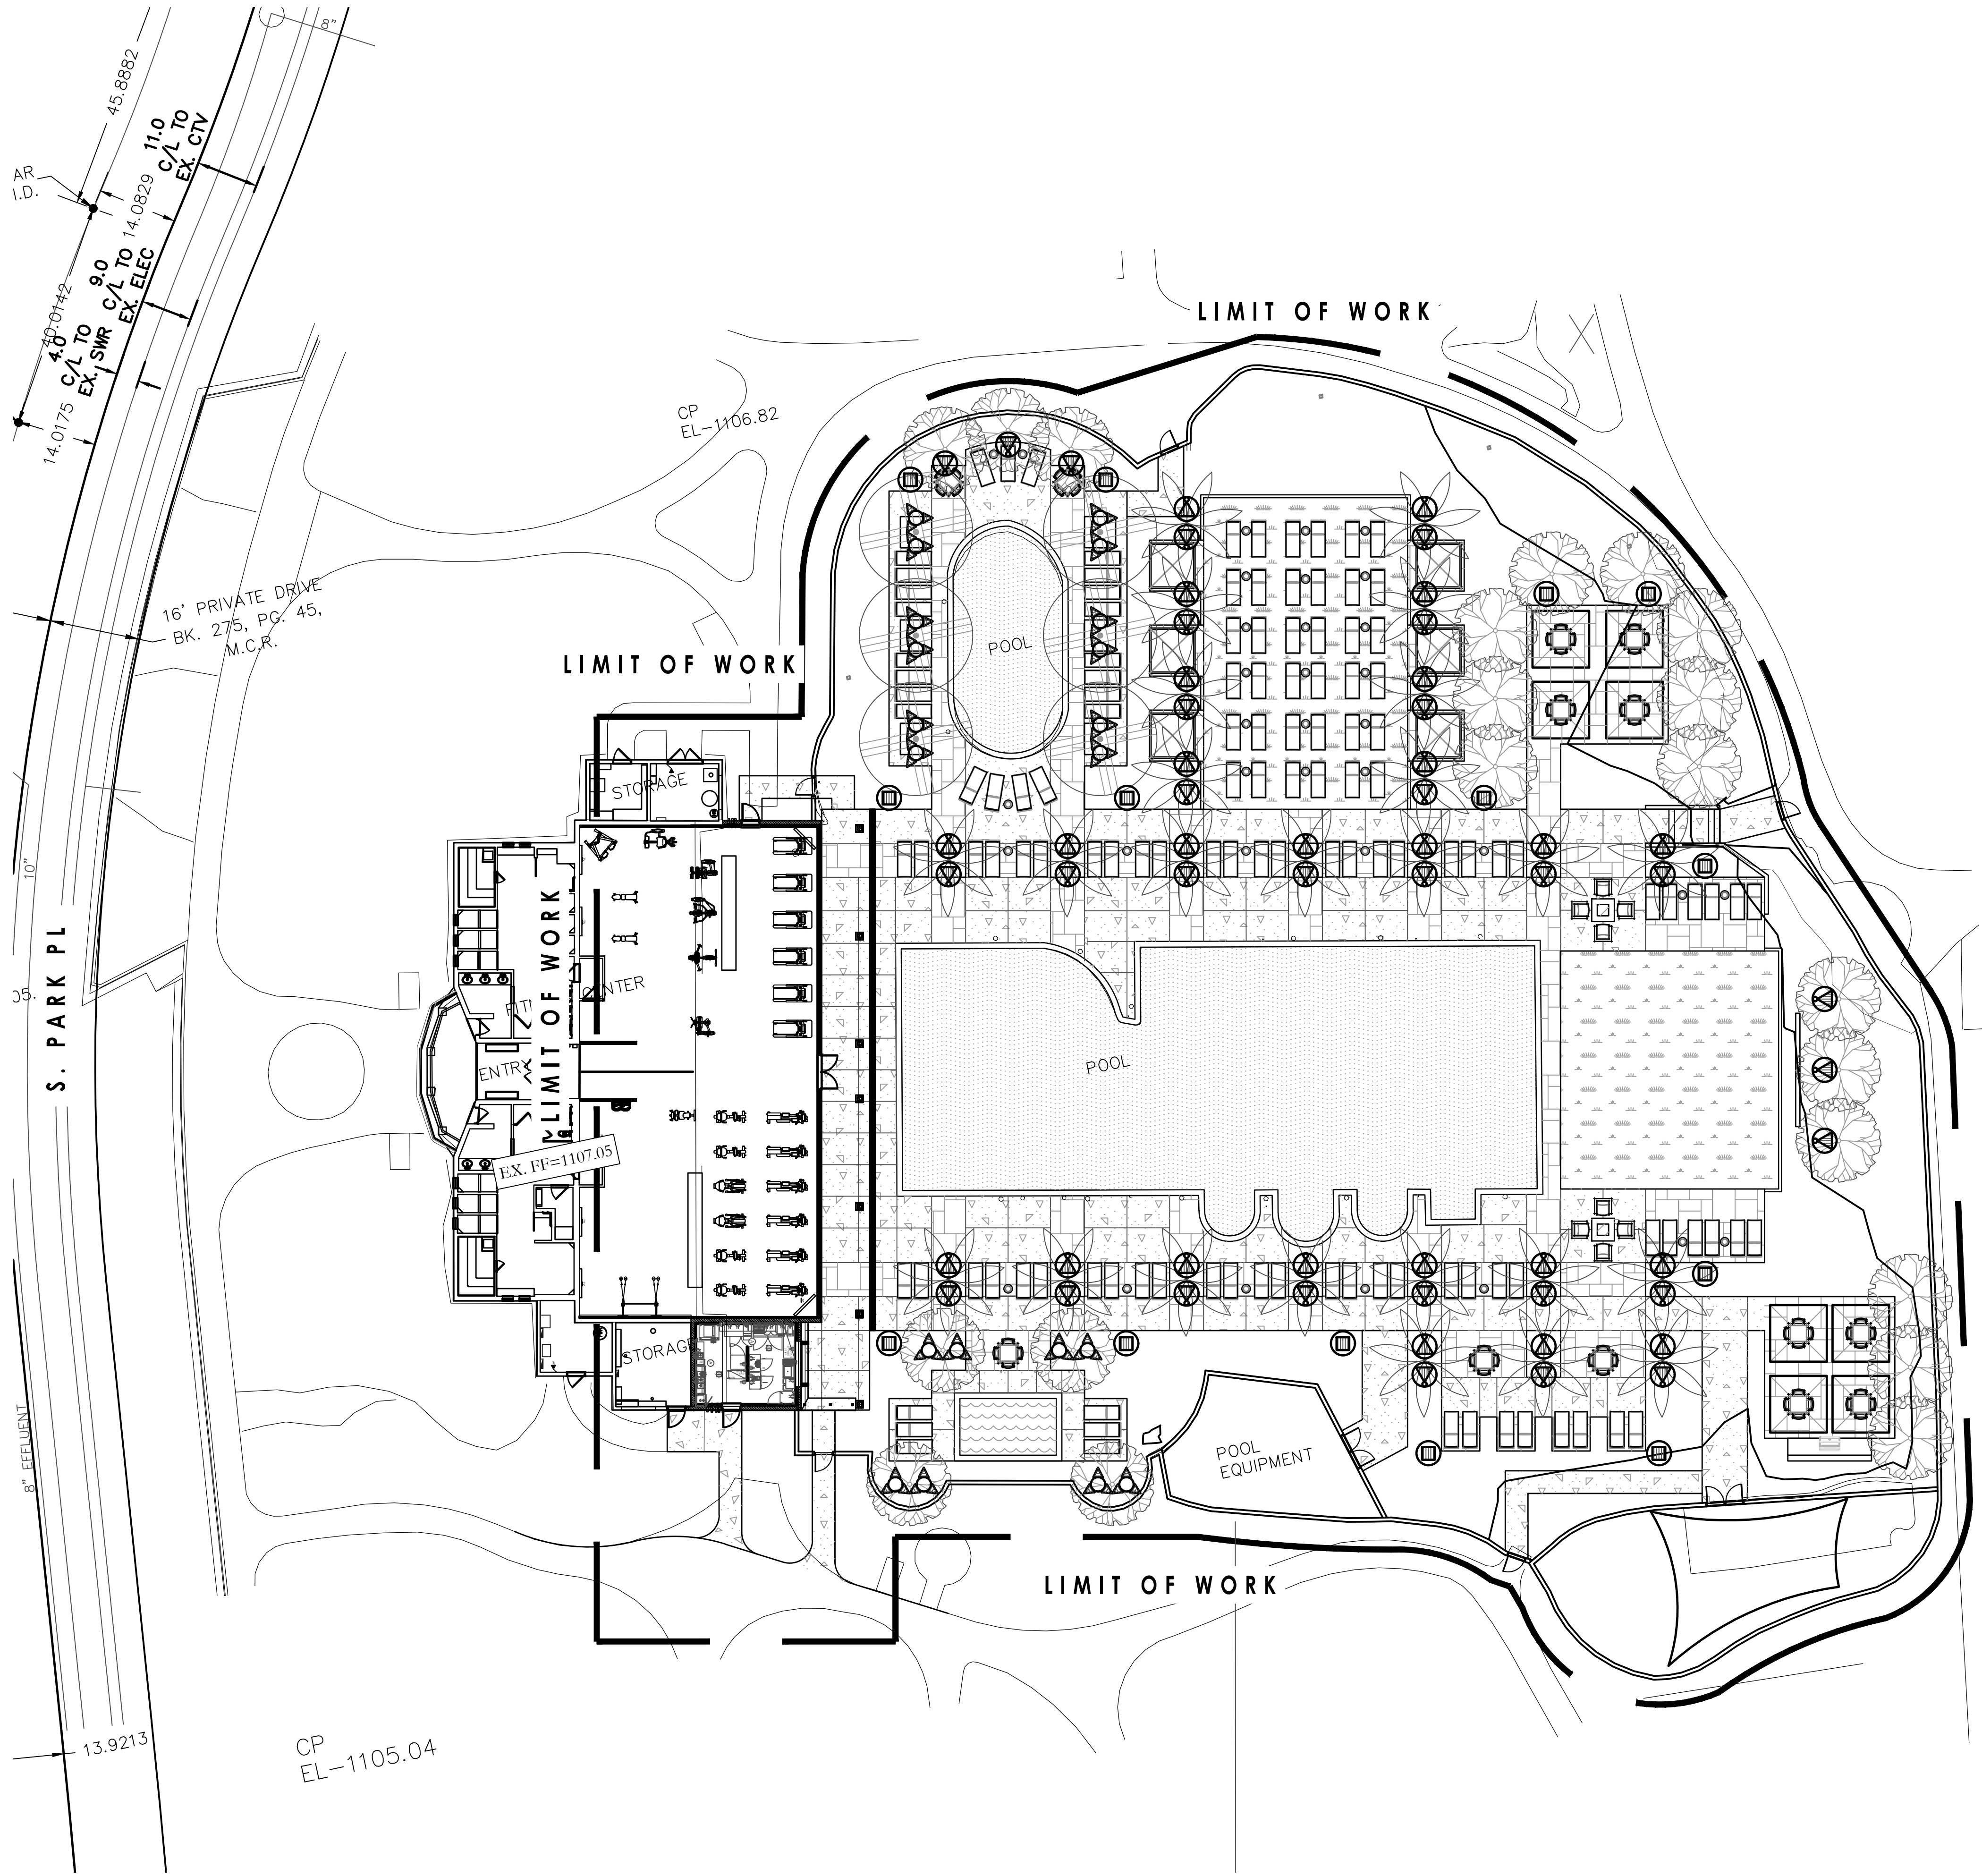 8"
45.8882
11.0
C/L TO
EX. CTV
AR
I.D.
14.0829
9.0
C/L TO
EX. ELEC
40.0142
4.0
C/L TO
EX. SWR
14.0175
LIMIT OF WORK
CP
EL-1106.82
16' PRIVATE DRIVE
BK. 275, PG. 45,
M.C.R.
LIMIT OF WORK
POOL
STORAGE
10"
S. PARK PL
05.
LIMIT OF WORK
CENTER
ENTRY
POOL
EX. FF=1107.05
STORAGE
8" EFFLUENT
POOL
EQUIPMENT
LIMIT OF WORK
13.9213
CP
EL-1105.04